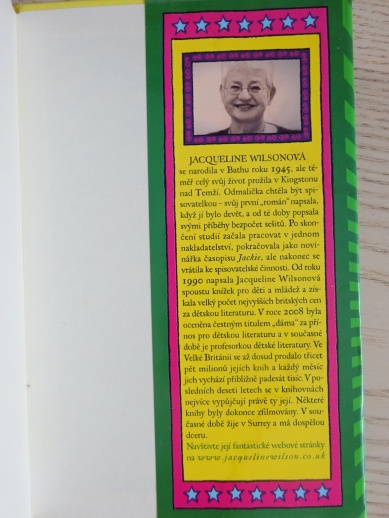 JACQUELINE WILSONOVÁ
se narodila v Bathu roku 1945, ale té-
měř celý svůj život prožila v Kingstonu
nad Temží. Odmalička chtěla být spi-
sovatelkou – svůj první „román“ napsala,
když jí bylo devět, a od té doby popsala
svými příběhy bezpočet sešitů. Po skon-
čení studií začala pracovat v jednom
nakladatelství, pokračovala jako novi-
nářka časopisu Jackie, ale nakonec se
vrátila ke spisovatelské činnosti. Od roku
1990 napsala Jacqueline Wilsonová
spoustu knížek pro děti a mládež a zís-
kala velký počet nejvyšších britských cen
za dětskou literaturu. V roce 2008 byla
oceněna čestným titulem „dáma“ za pří-
nos pro dětskou literaturu a v současné
době je profesorkou dětské literatury. Ve
Velké Británii se až dosud prodalo třicet
pět milionů jejích knih a každý měsíc
jich vychází přibližně padesát tisíc. V po-
sledních deseti letech se v knihovnách
nejvíce vypůjčují právě ty její. Některé
knihy byly dokonce zfilmovány. V sou-
časné době žije v Surrey a má dospělou
dceru.
Navštivte její fantastické webové stránky
na www.jacquelinewilson.co.uk